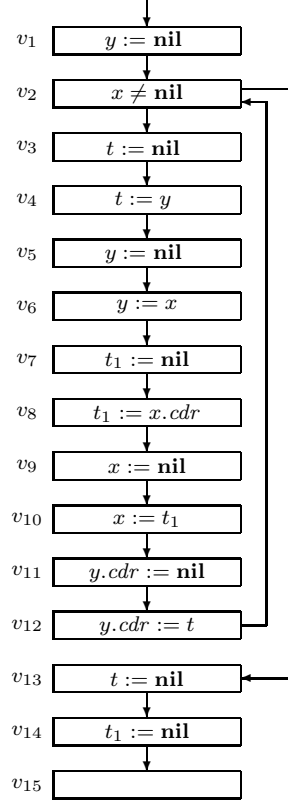 v₁ y := nil
v₂ x ≠ nil
v₃ t := nil
v₄ t := y
v₅ y := nil
v₆ y := x
v₇ t₁ := nil
v₈ t₁ := x.cdr
v₉ x := nil
v₁₀ x := t₁
v₁₁ y.cdr := nil
v₁₂ y.cdr := t
v₁₃ t := nil
v₁₄ t₁ := nil
v₁₅